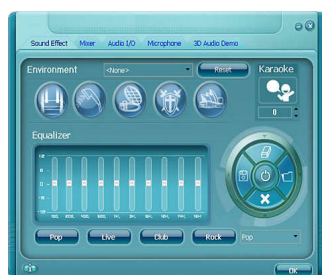 Sound Effect Mixer Audio I/O Microphone 3D Audio Demo
Environment <None> Reset Karaoke
0
Equalizer
Pop Live Club Rock Pop
OK